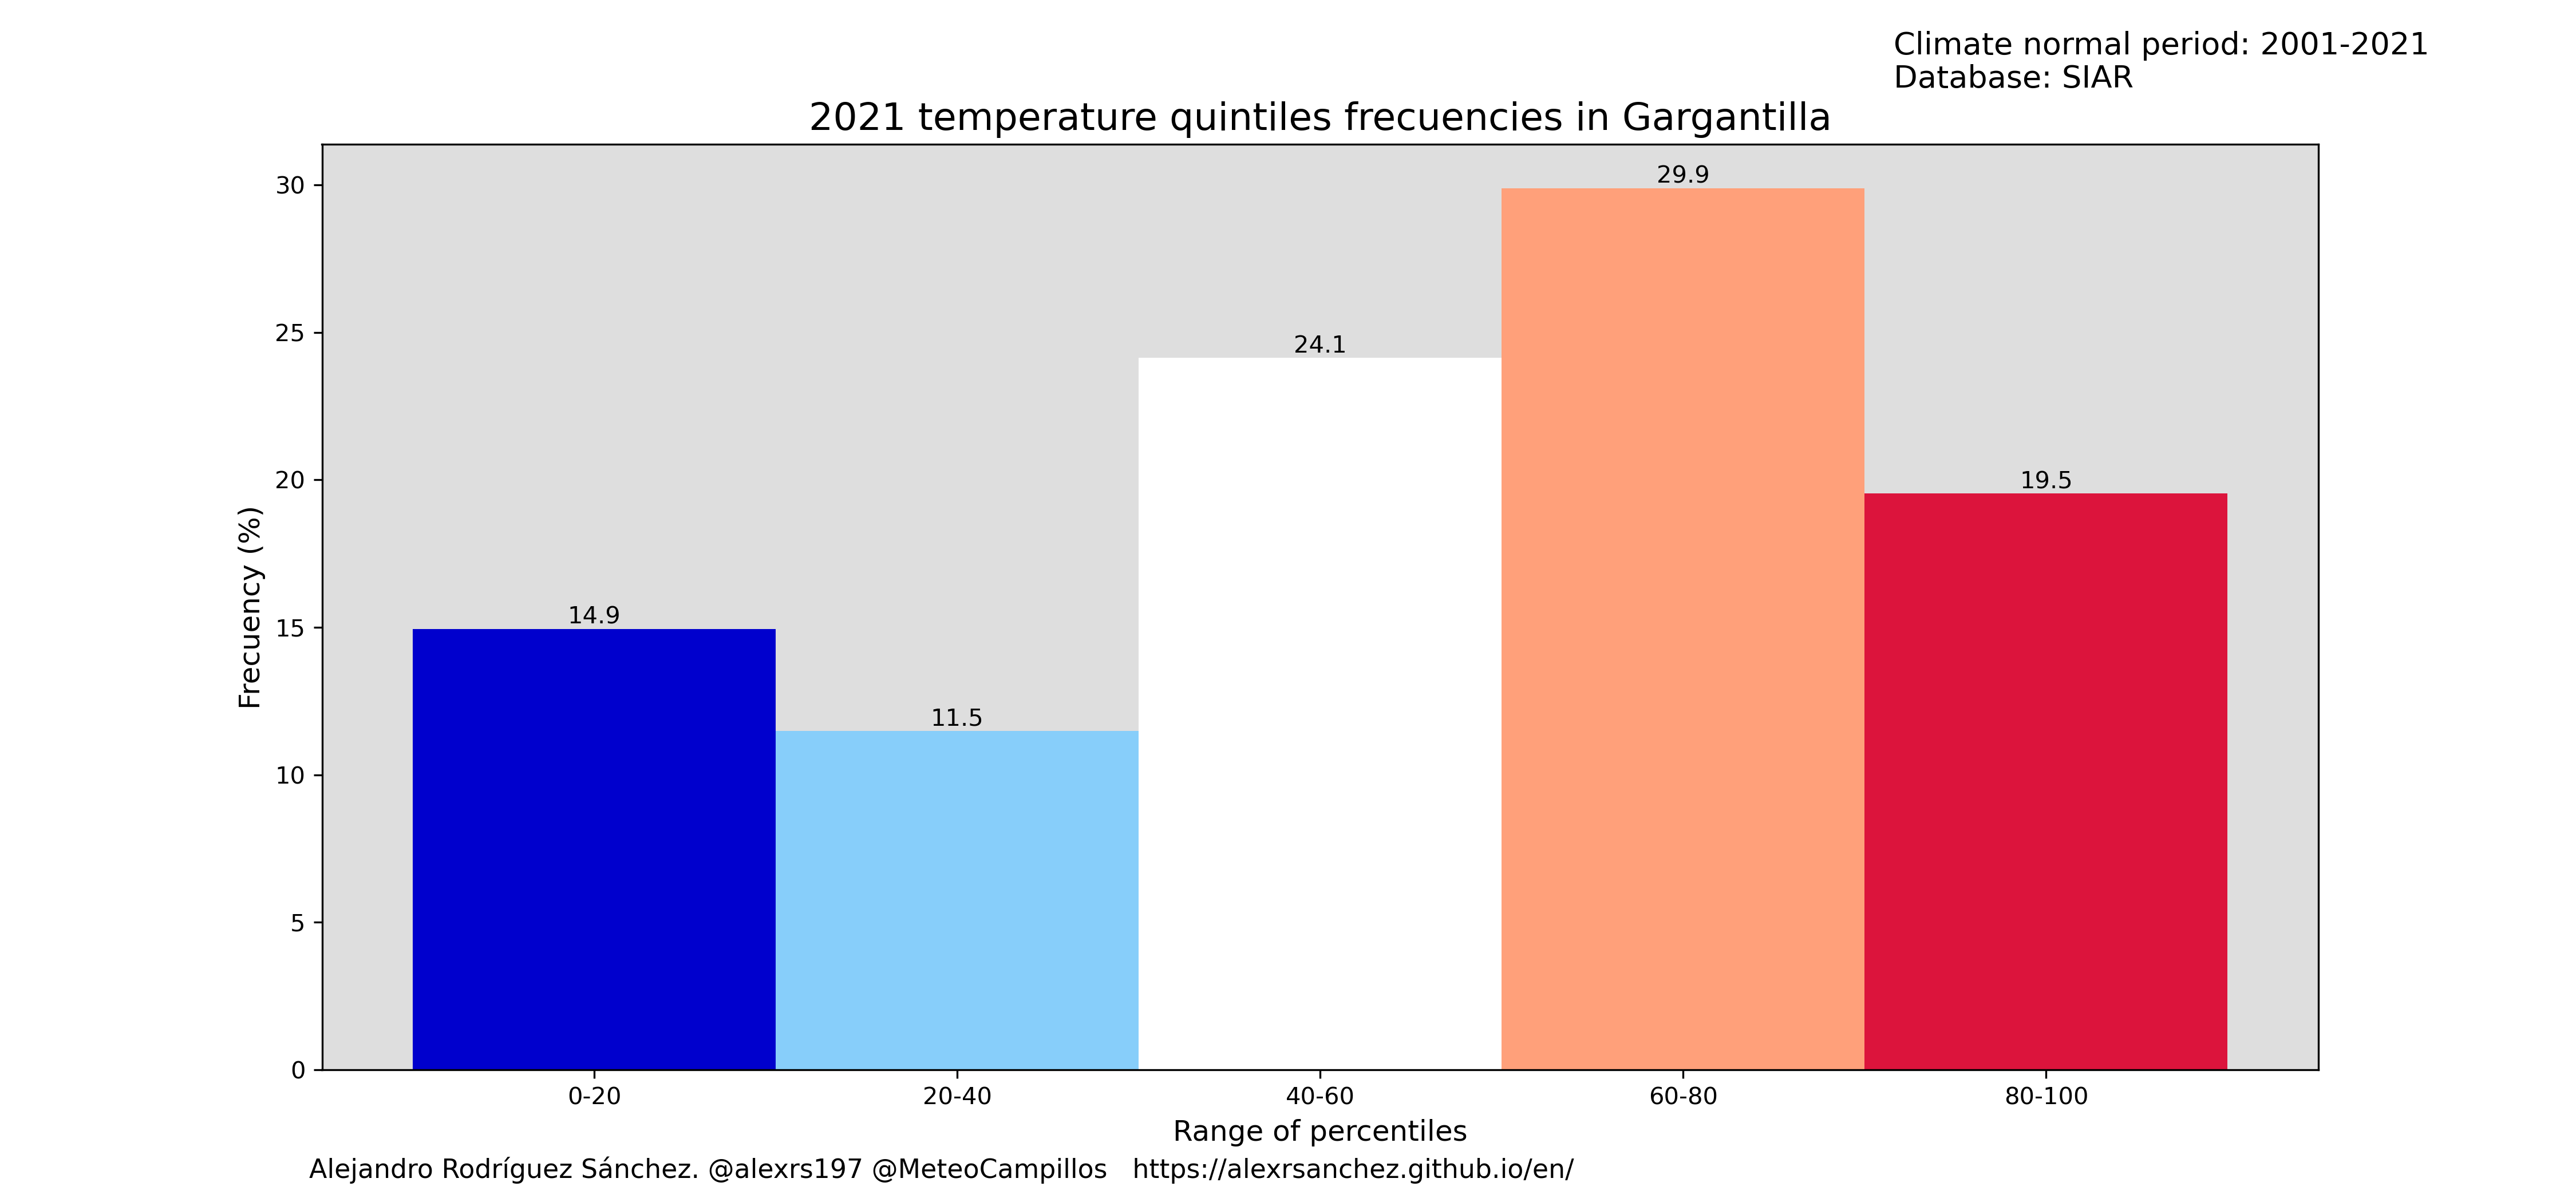 Climate normal period: 2001-2021
Database: SIAR
2021 temperature quintiles frecuencies in Gargantilla
Frecuency (%)
30
25
20
15
10
5
0
14.9
11.5
24.1
29.9
19.5
0-20
20-40
40-60
60-80
80-100
Range of percentiles
Alejandro Rodríguez Sánchez. @alexrs197 @MeteoCampillos   https://alexrsanchez.github.io/en/